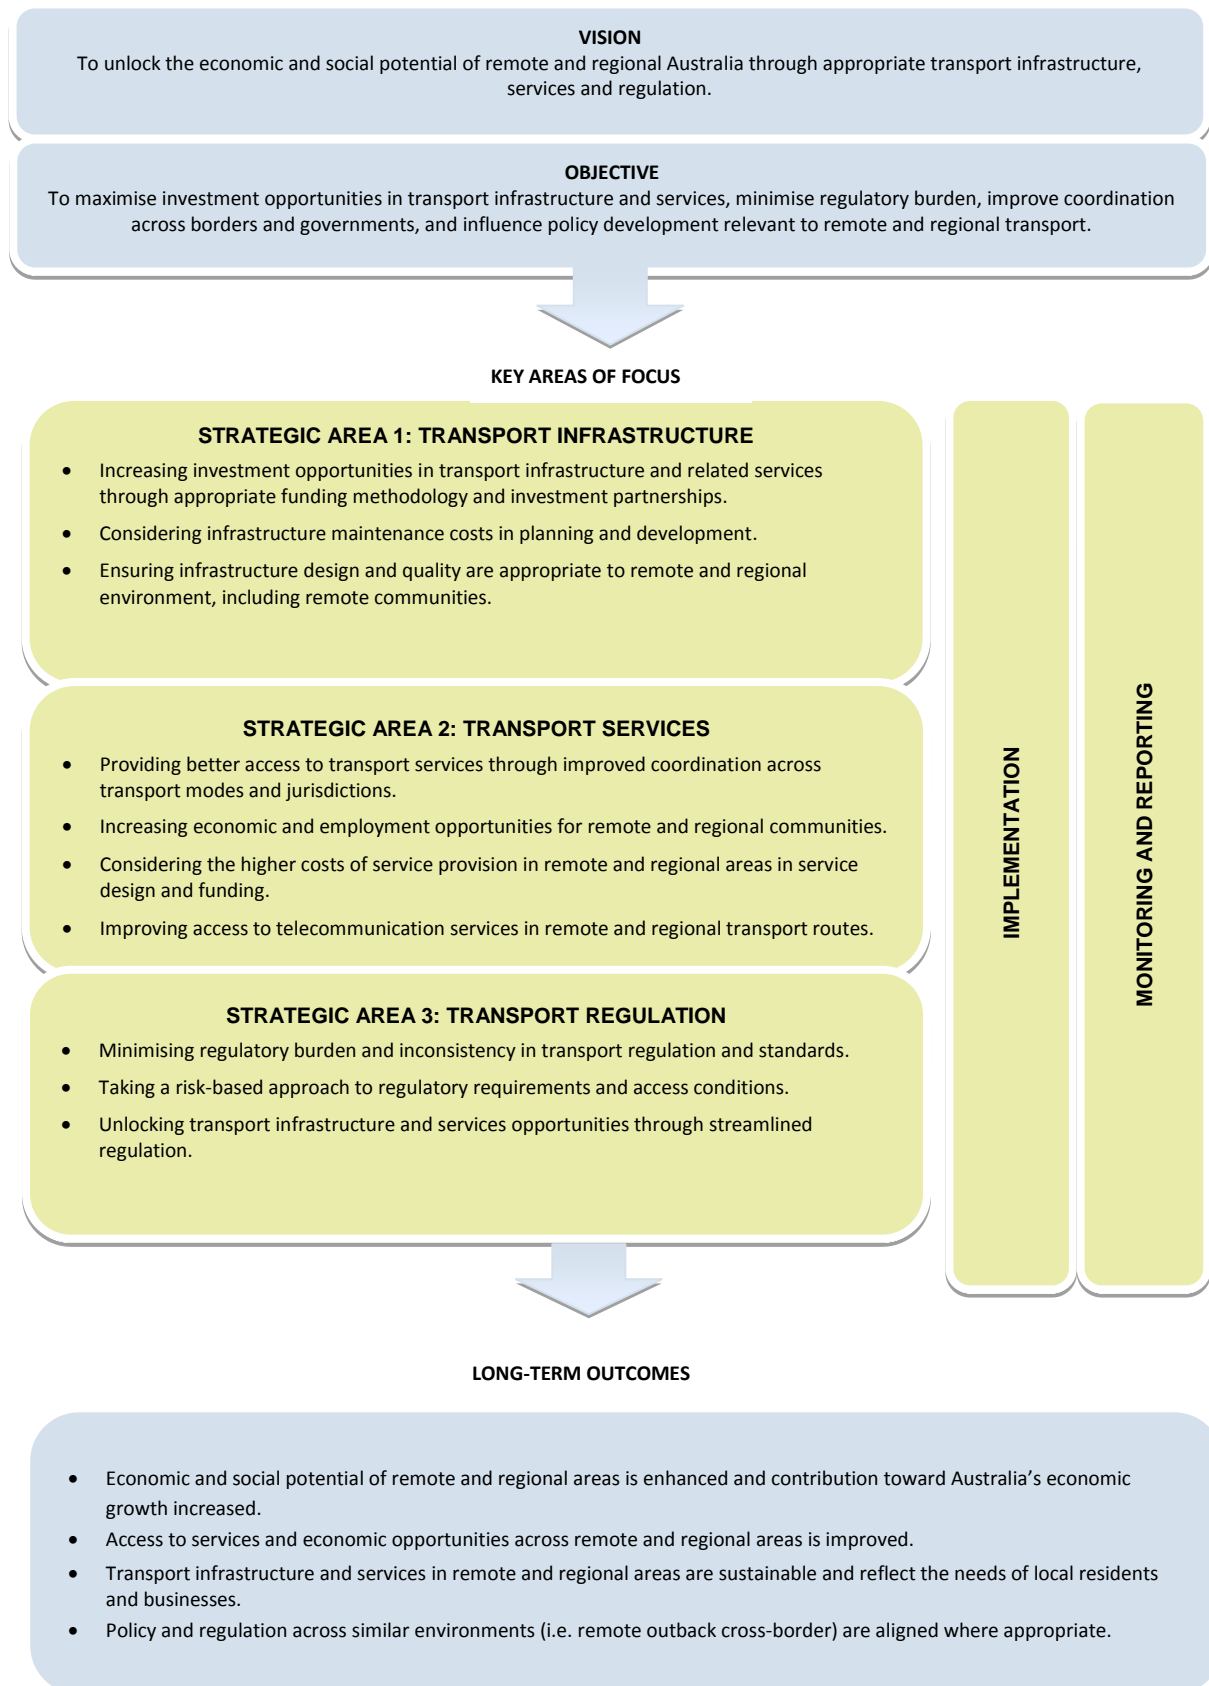 VISION
To unlock the economic and social potential of remote and regional Australia through appropriate transport infrastructure,
services and regulation.
OBJECTIVE
To maximise investment opportunities in transport infrastructure and services, minimise regulatory burden, improve coordination
across borders and governments, and influence policy development relevant to remote and regional transport.
KEY AREAS OF FOCUS
STRATEGIC AREA 1: TRANSPORT INFRASTRUCTURE
• Increasing investment opportunities in transport infrastructure and related services
through appropriate funding methodology and investment partnerships.
• Considering infrastructure maintenance costs in planning and development.
• Ensuring infrastructure design and quality are appropriate to remote and regional
environment, including remote communities.
STRATEGIC AREA 2: TRANSPORT SERVICES
• Providing better access to transport services through improved coordination across
transport modes and jurisdictions.
• Increasing economic and employment opportunities for remote and regional communities.
• Considering the higher costs of service provision in remote and regional areas in service
design and funding.
• Improving access to telecommunication services in remote and regional transport routes.
STRATEGIC AREA 3: TRANSPORT REGULATION
• Minimising regulatory burden and inconsistency in transport regulation and standards.
• Taking a risk-based approach to regulatory requirements and access conditions.
• Unlocking transport infrastructure and services opportunities through streamlined
regulation.
IMPLEMENTATION
MONITORING AND REPORTING
LONG-TERM OUTCOMES
• Economic and social potential of remote and regional areas is enhanced and contribution toward Australia’s economic
growth increased.
• Access to services and economic opportunities across remote and regional areas is improved.
• Transport infrastructure and services in remote and regional areas are sustainable and reflect the needs of local residents
and businesses.
• Policy and regulation across similar environments (i.e. remote outback cross-border) are aligned where appropriate.